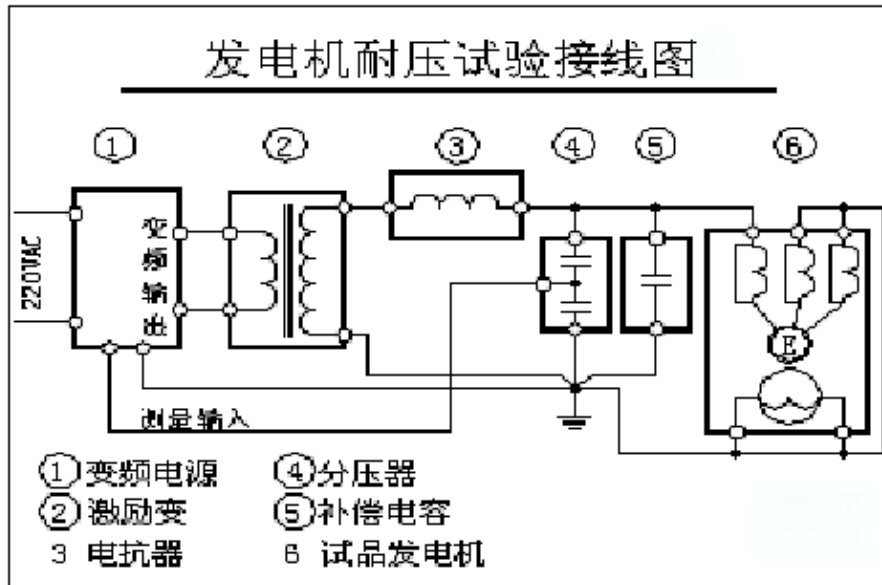 发电机耐压试验接线图
① ② ③ ④ ⑤ ⑥
220VAC
变频输出
E
测量输入
①变频电源 ④分压器
②激励变 ⑤补偿电容
3 电抗器 6 试品发电机